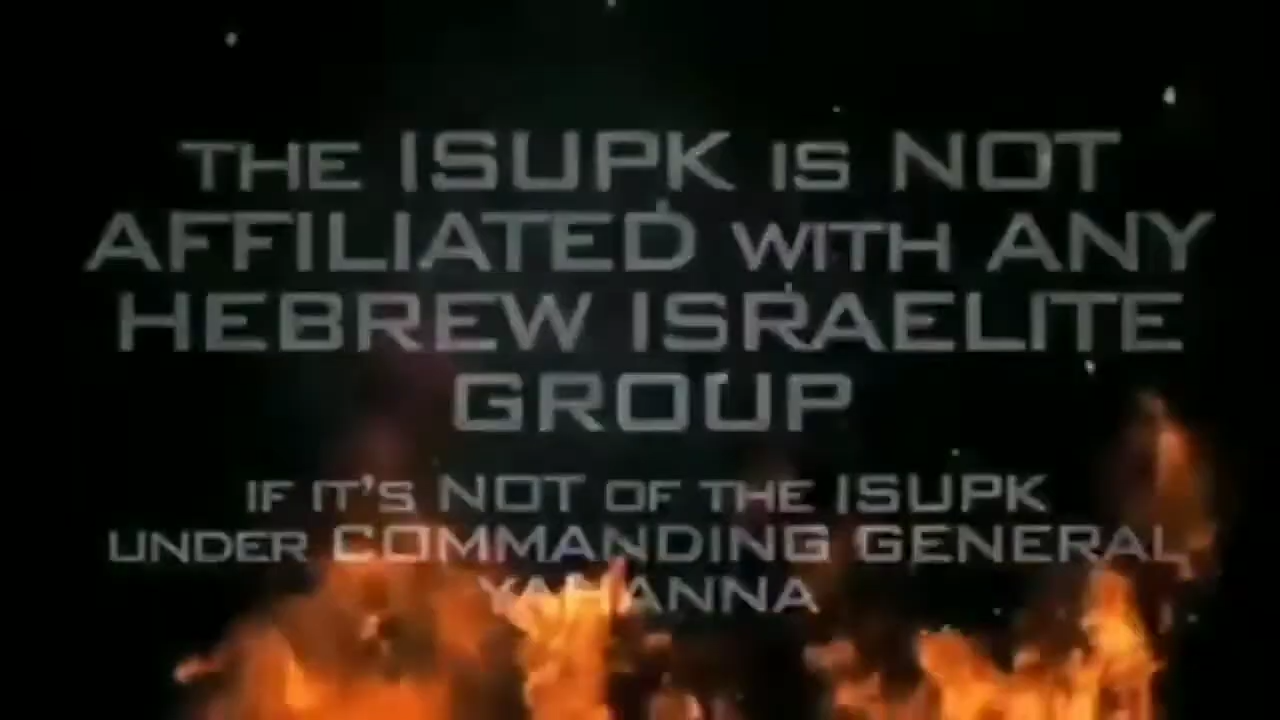 THE ISUPK IS NOT
AFFILIATED WITH ANY
HEBREW ISRAELITE
GROUP
IF IT'S NOT OF THE ISUPK
UNDER COMMANDING GENERAL
YAHANNA